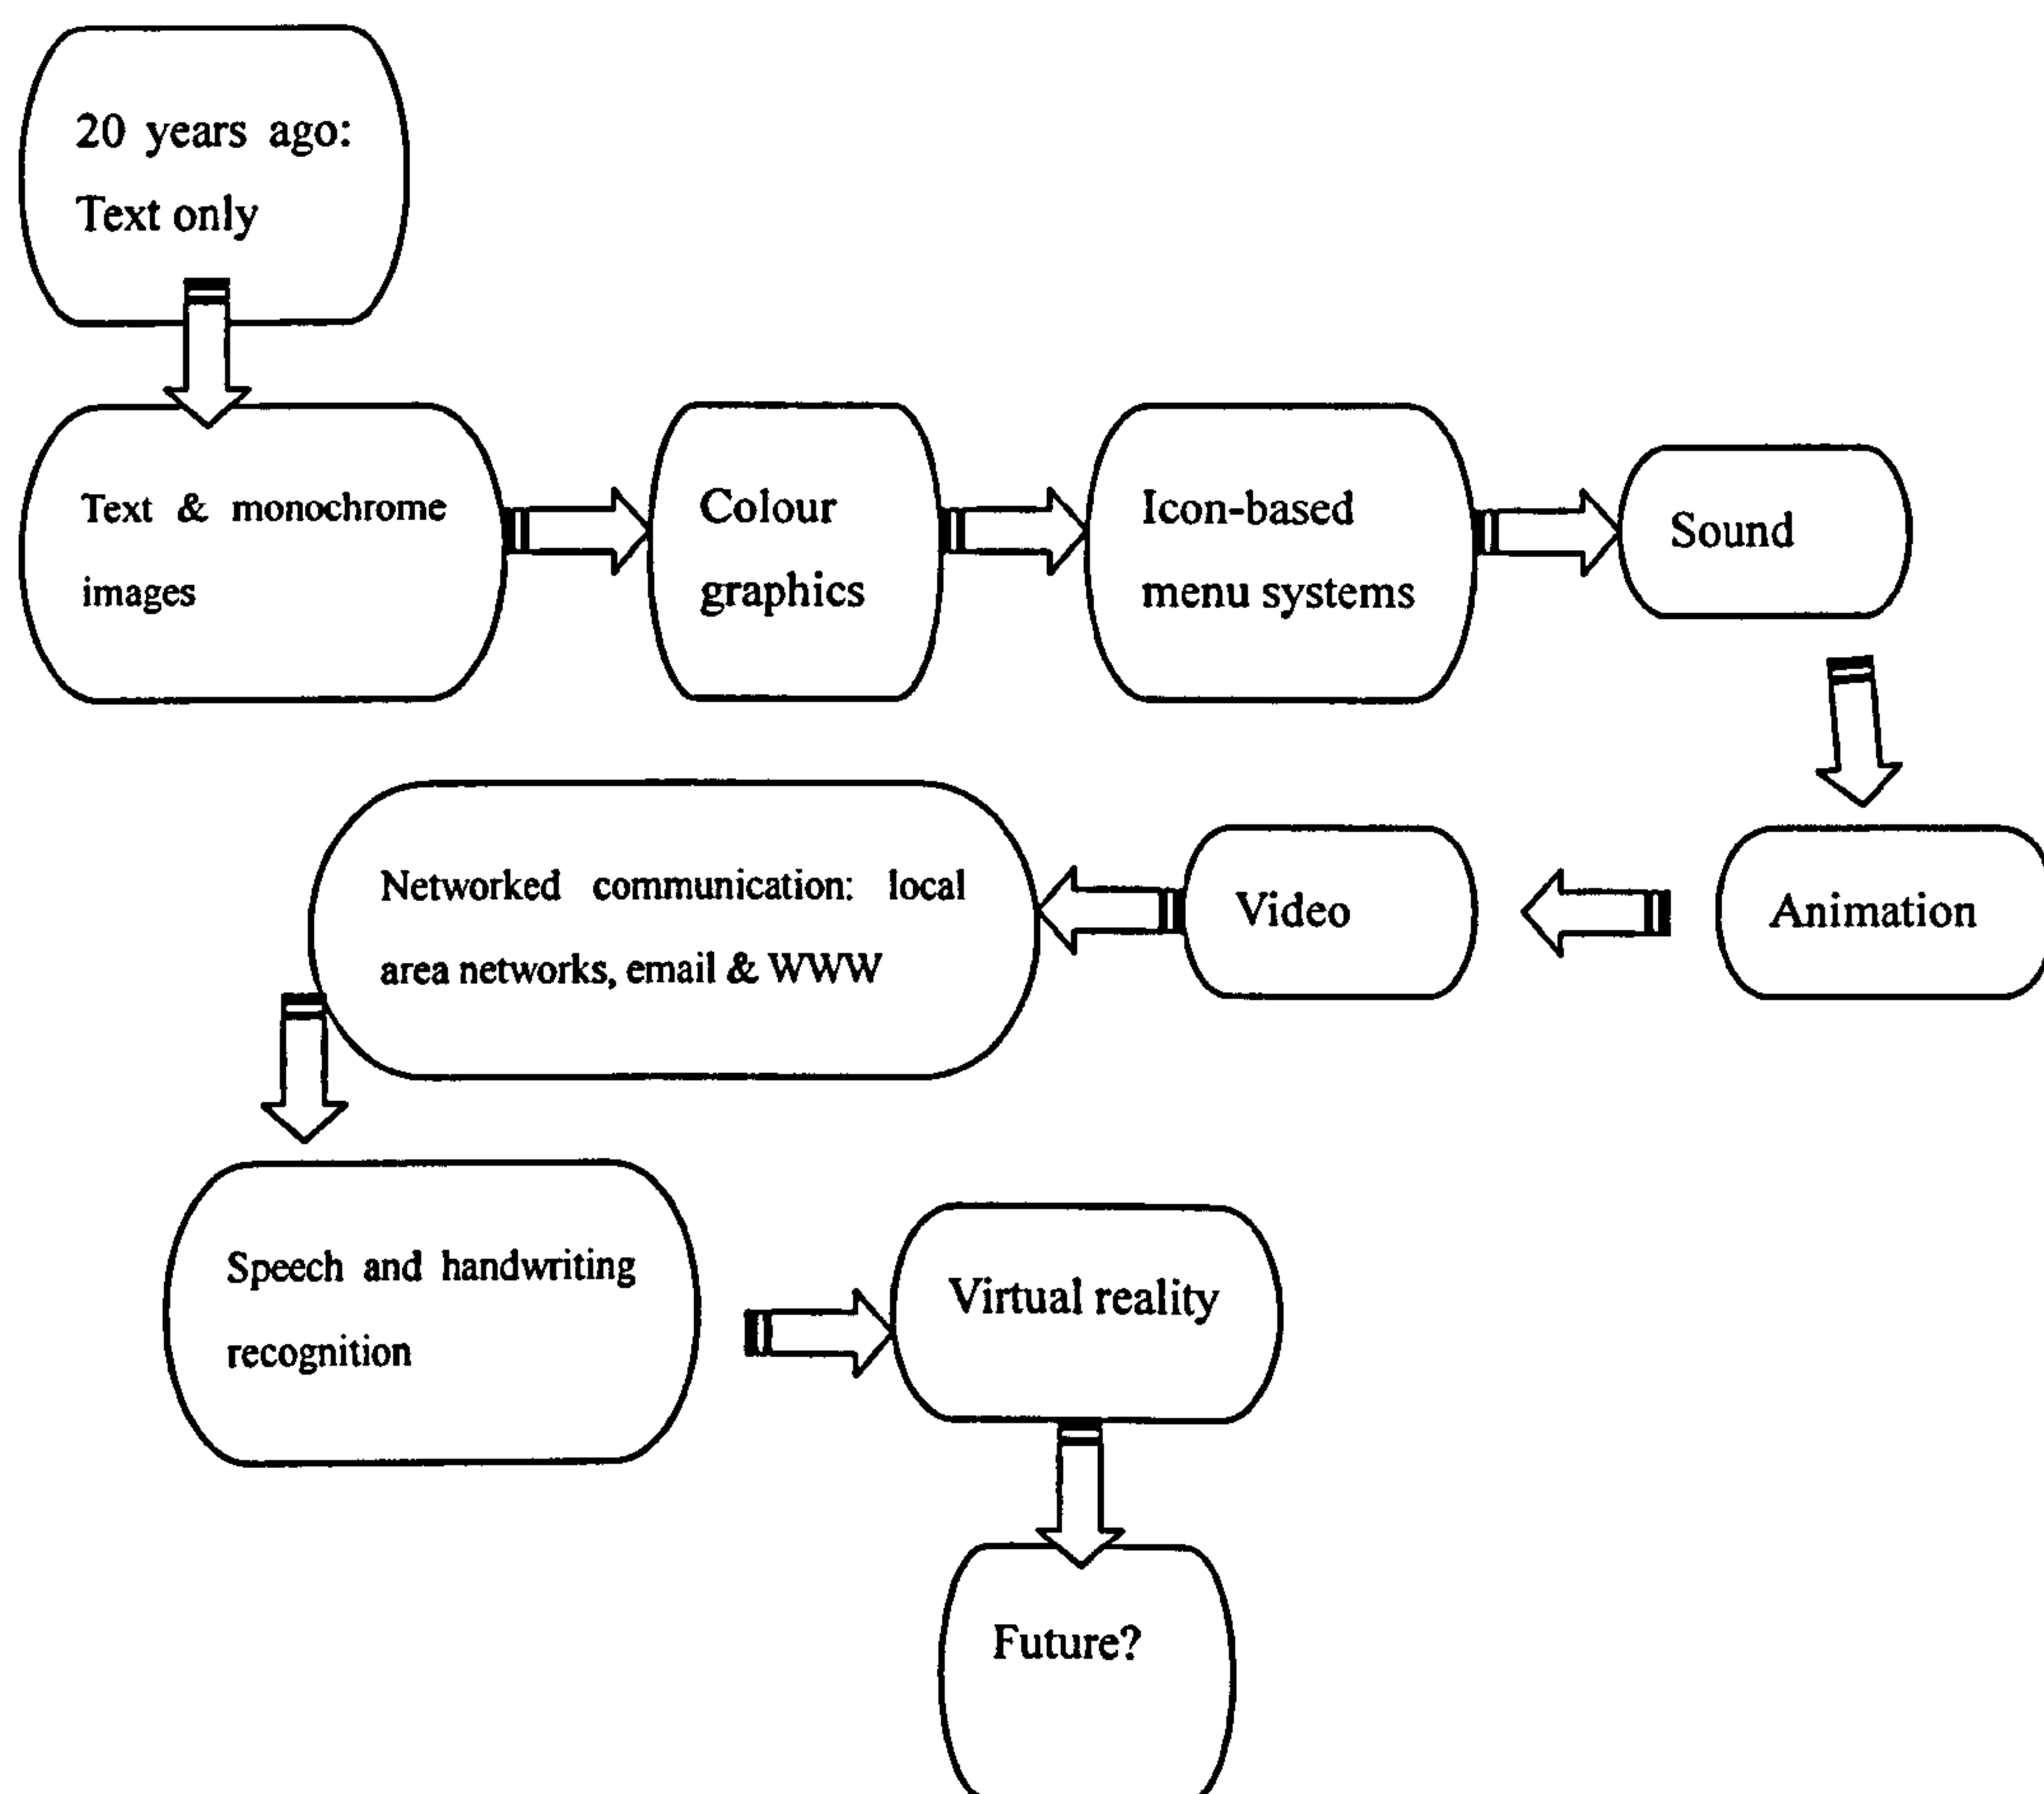 20 years ago:
Text only
Text & monochrome
images
Colour
graphics
Icon-based
menu systems
Sound
Animation
Video
Networked communication: local
area networks, email & WWW
Speech and handwriting
recognition
Virtual reality
Future?